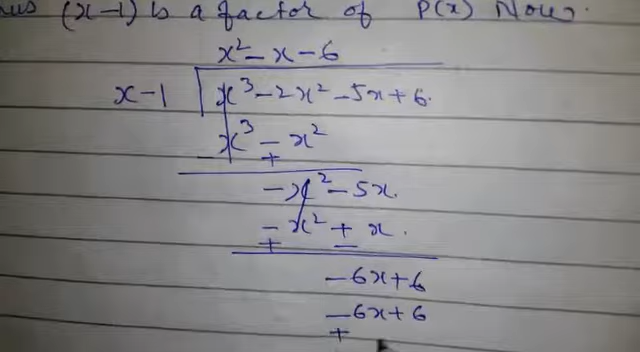 (x-1) is a factor of P(x) Now.
x² - x - 6
x-1 x³ - 2x² - 5x + 6.
x³ - x²
- +
-x² - 5x.
-x² + x.
+ -
-6x+6
-6x+6
+